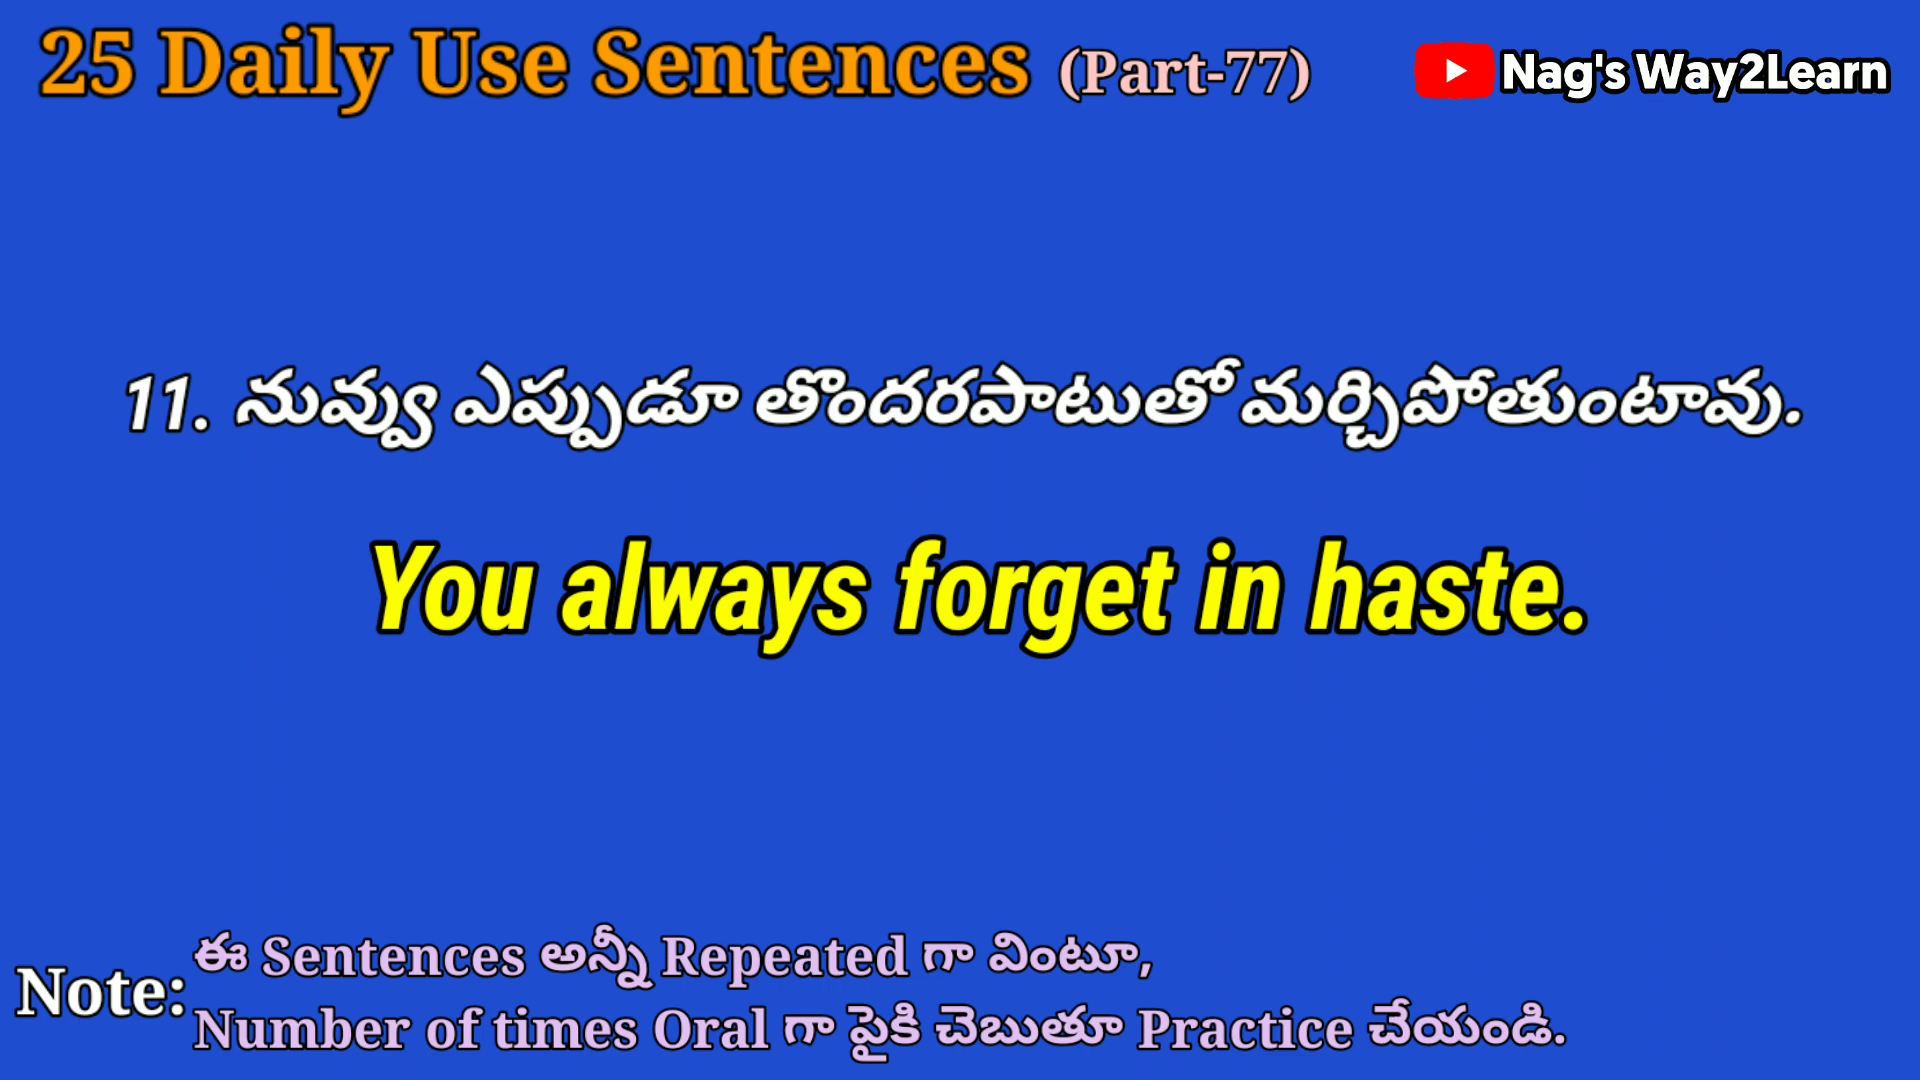 25 Daily Use Sentences (Part-77)
Nag's Way2Learn
11. నువ్వు ఎప్పుడూ తొందరపాటుతో మర్చిపోతుంటావు.
You always forget in haste.
Note:
ఈ Sentences అన్నీ Repeated గా వింటూ,
Number of times Oral గా పైకి చెబుతూ Practice చేయండి.